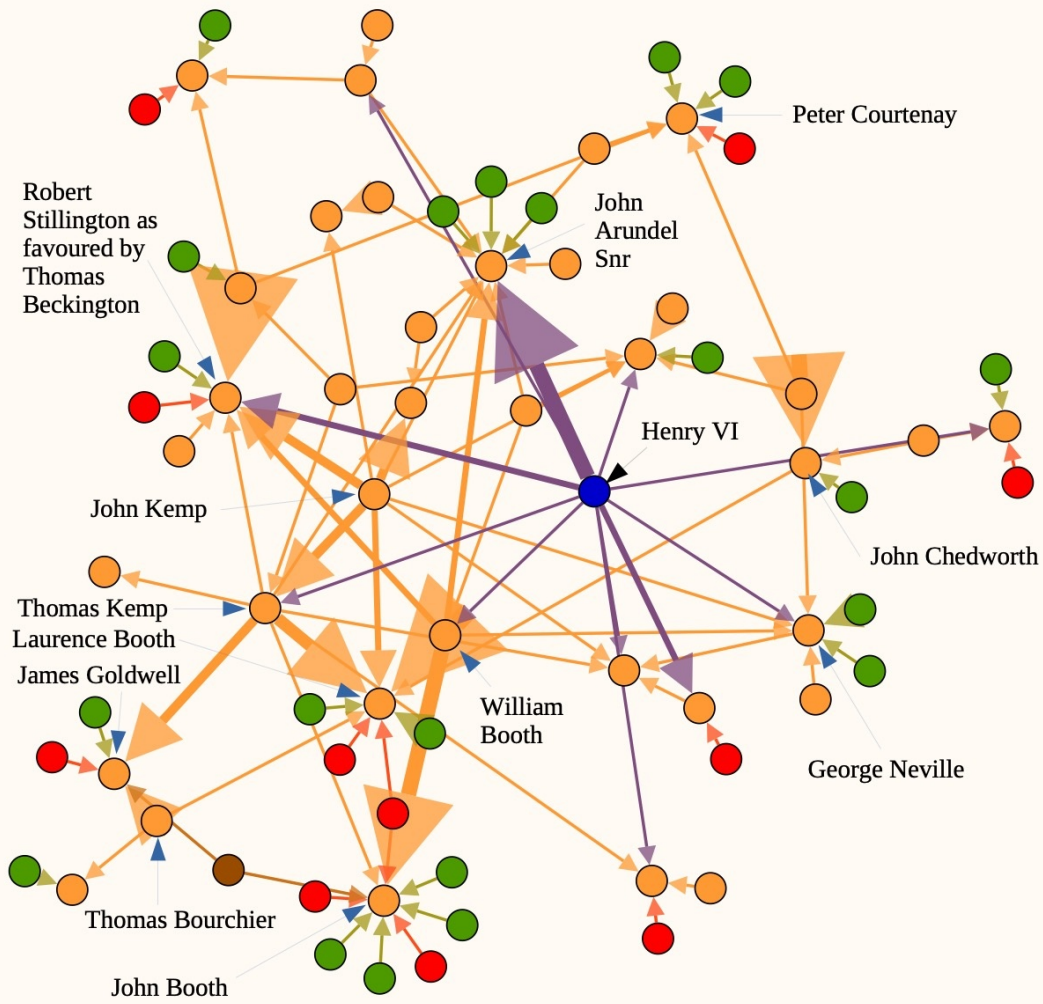 Peter Courtenay
Robert
Stillington as
favoured by
Thomas
Beckington
John
Arundel
Snr
Henry VI
John Kemp
John Chedworth
Thomas Kemp
Laurence Booth
James Goldwell
William
Booth
George Neville
Thomas Bourchier
John Booth